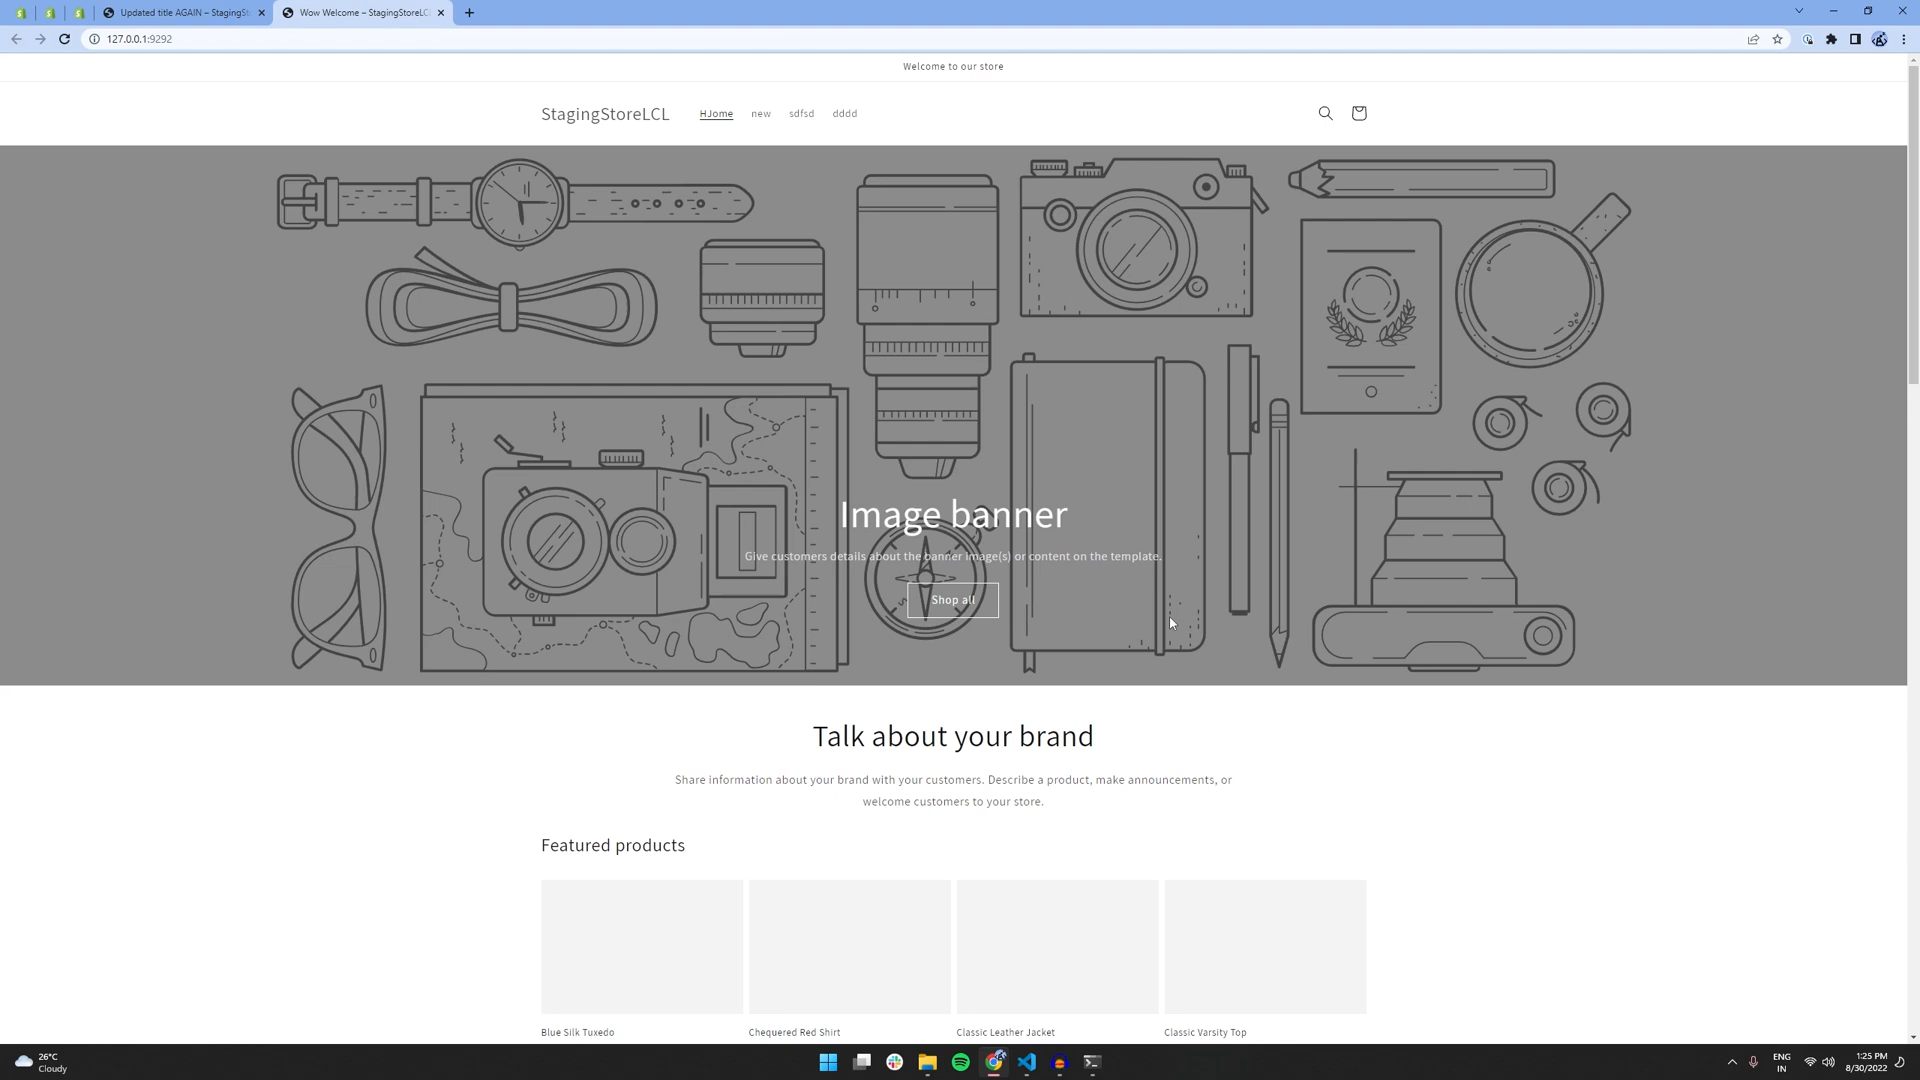 Updated title AGAIN – StagingSt
Wow Welcome – StagingStoreLC
127.0.0.1:9292
Welcome to our store
StagingStoreLCL
HJome
new
sdfsd
dddd
Image banner
Give customers details about the banner image(s) or content on the template.
Shop all
Talk about your brand
Share information about your brand with your customers. Describe a product, make announcements, or
welcome customers to your store.
Featured products
Blue Silk Tuxedo
Chequered Red Shirt
Classic Leather Jacket
Classic Varsity Top
26°C
Cloudy
ENG
IN
1:25 PM
8/30/2022